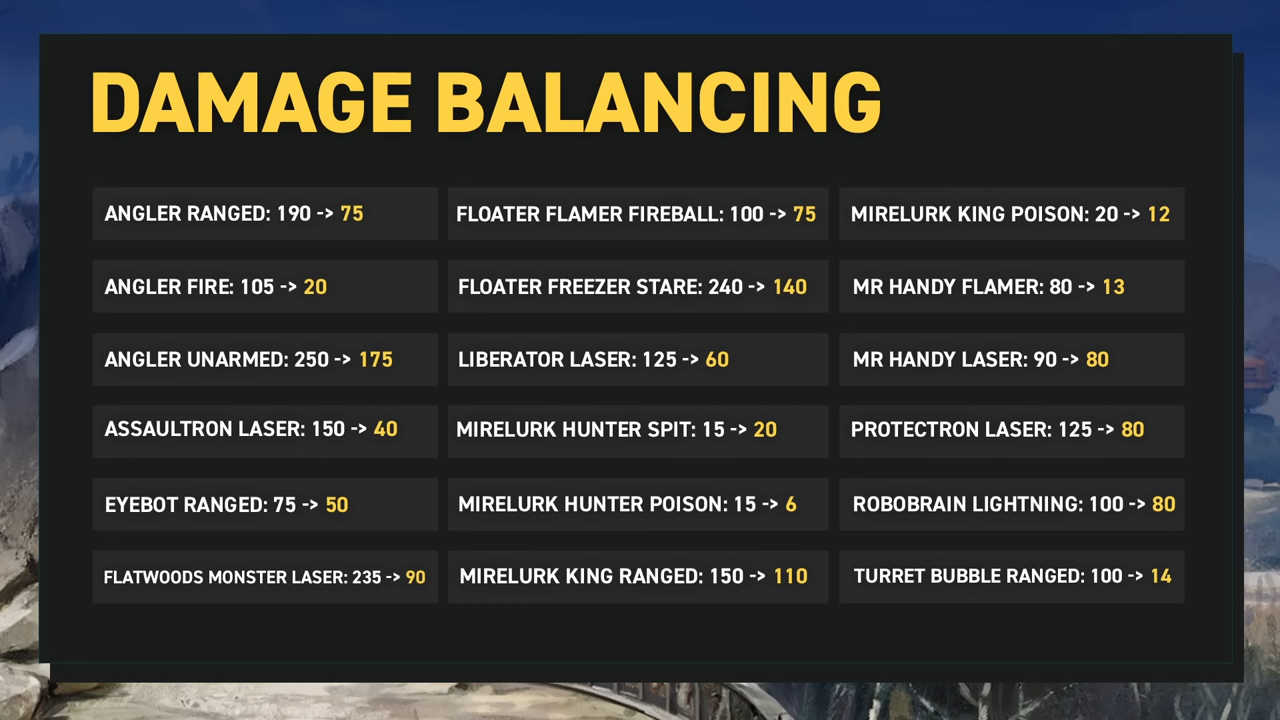 DAMAGE BALANCING
ANGLER RANGED: 190 -> 75
ANGLER FIRE: 105 -> 20
ANGLER UNARMED: 250 -> 175
ASSAULTRON LASER: 150 -> 40
EYEBOT RANGED: 75 -> 50
FLATWOODS MONSTER LASER: 235 -> 90
FLOATER FLAMER FIREBALL: 100 -> 75
FLOATER FREEZER STARE: 240 -> 140
LIBERATOR LASER: 125 -> 60
MIRELURK HUNTER SPIT: 15 -> 20
MIRELURK HUNTER POISON: 15 -> 6
MIRELURK KING RANGED: 150 -> 110
MIRELURK KING POISON: 20 -> 12
MR HANDY FLAMER: 80 -> 13
MR HANDY LASER: 90 -> 80
PROTECTRON LASER: 125 -> 80
ROBOBRAIN LIGHTNING: 100 -> 80
TURRET BUBBLE RANGED: 100 -> 14